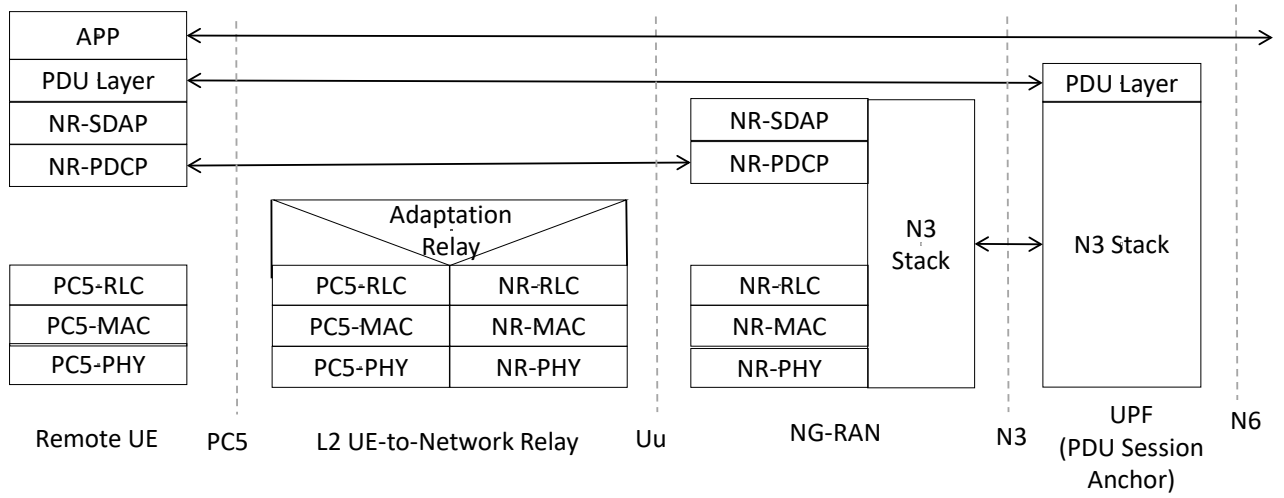 APP
PDU Layer
PDU Layer
NR-SDAP
NR-SDAP
NR-PDCP
NR-PDCP
Adaptation
Relay
N3
Stack
N3 Stack
PC5-RLC
PC5-RLC
NR-RLC
NR-RLC
PC5-MAC
PC5-MAC
NR-MAC
NR-MAC
PC5-PHY
PC5-PHY
NR-PHY
NR-PHY
Remote UE
PC5
L2 UE-to-Network Relay
Uu
NG-RAN
N3
UPF
(PDU Session
Anchor)
N6